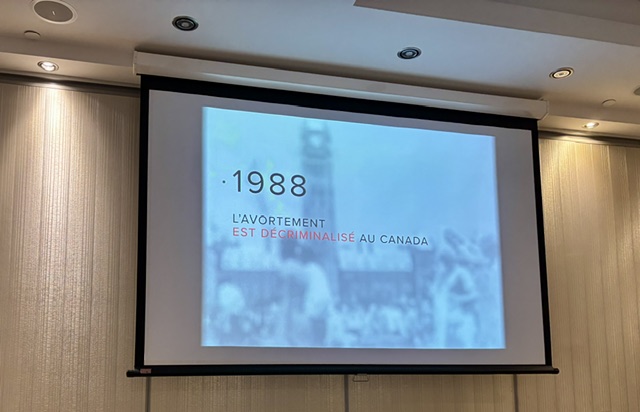 · 1988
L'AVORTEMENT
EST DÉCRIMINALISÉ AU CANADA